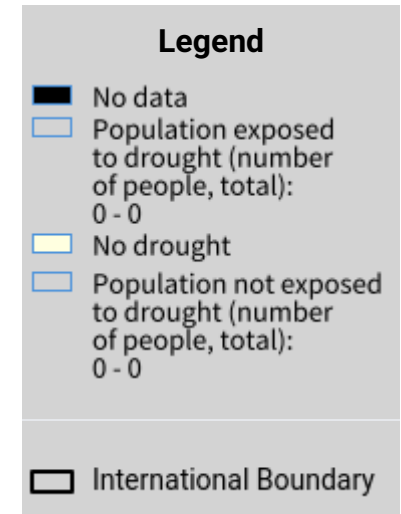 Legend
No data
Population exposed
to drought (number
of people, total):
0 - 0
No drought
Population not exposed
to drought (number
of people, total):
0 - 0
International Boundary